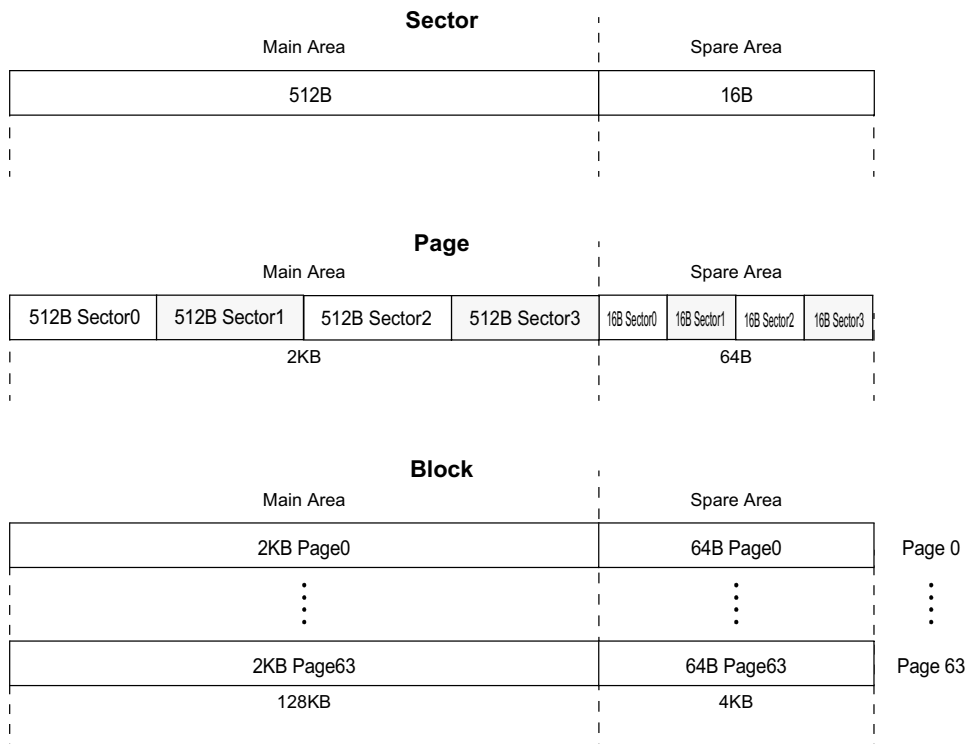 Sector
Main Area Spare Area
512B 16B
Page
Main Area Spare Area
512B Sector0 512B Sector1 512B Sector2 512B Sector3 16B Sector0 16B Sector1 16B Sector2 16B Sector3
2KB 64B
Block
Main Area Spare Area
2KB Page0 64B Page0 Page 0
2KB Page63 64B Page63 Page 63
128KB 4KB